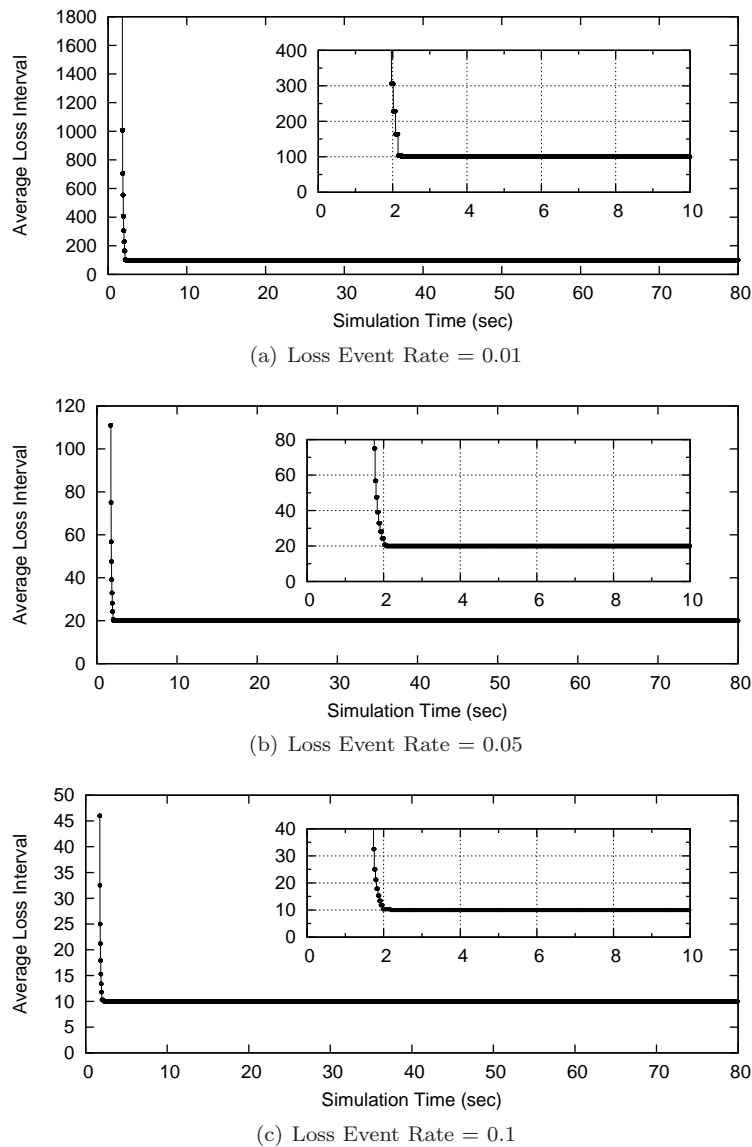 1800
1600
1400
1200
1000
800
600
400
200
0
Average Loss Interval
400
300
200
100
0
0 2 4 6 8 10
0 10 20 30 40 50 60 70 80
Simulation Time (sec)
(a) Loss Event Rate = 0.01
120
100
80
60
40
20
0
Average Loss Interval
80
60
40
20
0
0 2 4 6 8 10
0 10 20 30 40 50 60 70 80
Simulation Time (sec)
(b) Loss Event Rate = 0.05
50
45
40
35
30
25
20
15
10
5
0
Average Loss Interval
40
30
20
10
0
0 2 4 6 8 10
0 10 20 30 40 50 60 70 80
Simulation Time (sec)
(c) Loss Event Rate = 0.1